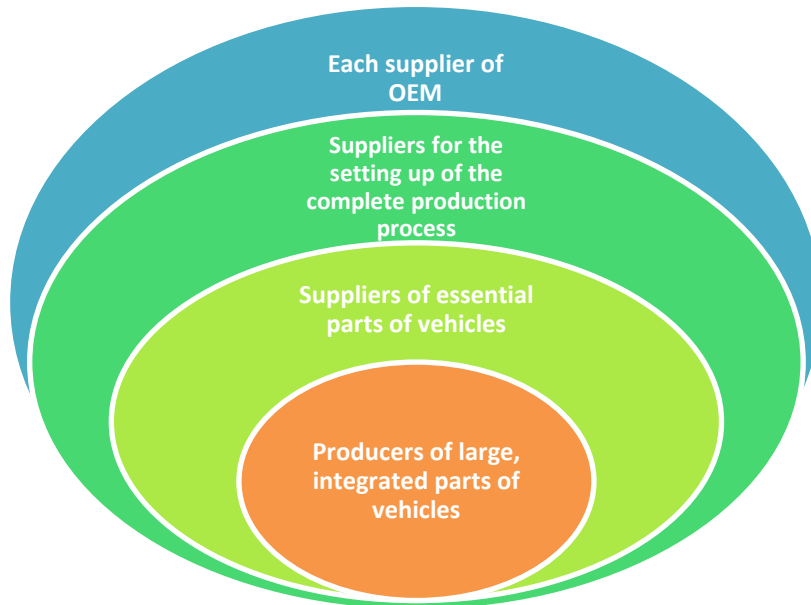 Each supplier of
OEM
Suppliers for the
setting up of the
complete production
process
Suppliers of essential
parts of vehicles
Producers of large,
integrated parts of
vehicles